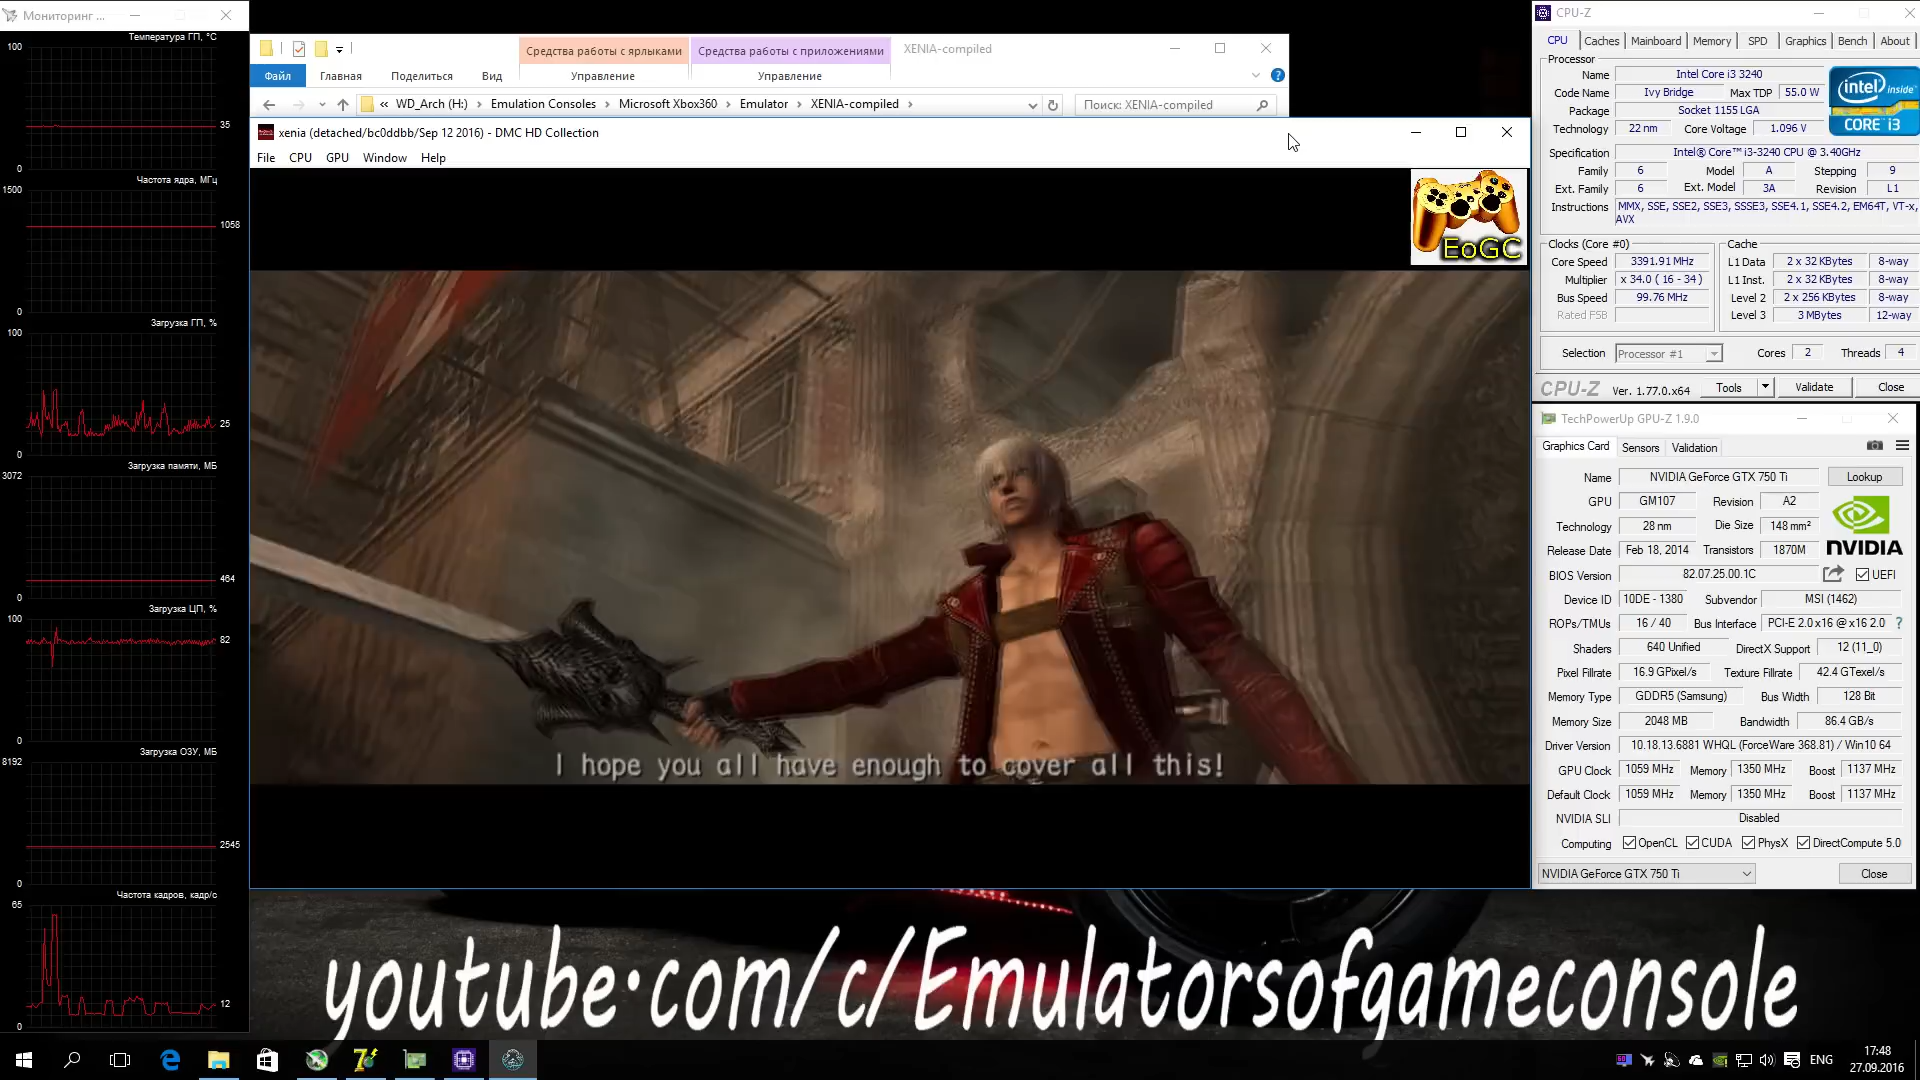 Мониторинг ...
Температура ГП, °C
100
35
0
Частота ядра, МГц
1500
1058
0
Загрузка ГП, %
100
25
0
Загрузка памяти, МБ
3072
464
0
Загрузка ЦП, %
100
82
0
Загрузка ОЗУ, МБ
8192
2545
0
Частота кадров, кадр/с
65
12
0
Средства работы с ярлыками
Средства работы с приложениями
XENIA-compiled
Файл Главная Поделиться Вид Управление Управление
« WD_Arch (H:) Emulation Consoles Microsoft Xbox360 Emulator XENIA-compiled
Поиск: XENIA-compiled
xenia (detached/bc0ddbb/Sep 12 2016) - DMC HD Collection
File CPU GPU Window Help
EoGC
I hope you all have enough to cover all this!
youtube.com/c/Emulatorsofgameconsole
CPU-Z
CPU Caches Mainboard Memory SPD Graphics Bench About
Processor
Name Intel Core i3 3240
Code Name Ivy Bridge Max TDP 55.0 W
Package Socket 1155 LGA
Technology 22 nm Core Voltage 1.096 V
intel inside™
CORE i3
Specification Intel® Core™ i3-3240 CPU @ 3.40GHz
Family 6 Model A Stepping 9
Ext. Family 6 Ext. Model 3A Revision L1
Instructions MMX, SSE, SSE2, SSE3, SSSE3, SSE4.1, SSE4.2, EM64T, VT-x,
AVX
Clocks (Core #0) Cache
Core Speed 3391.91 MHz L1 Data 2 x 32 KBytes 8-way
Multiplier x 34.0 ( 16 - 34 ) L1 Inst. 2 x 32 KBytes 8-way
Bus Speed 99.76 MHz Level 2 2 x 256 KBytes 8-way
Rated FSB Level 3 3 MBytes 12-way
Selection Processor #1 Cores 2 Threads 4
CPU-Z Ver. 1.77.0.x64 Tools Validate Close
TechPowerUp GPU-Z 1.9.0
Graphics Card Sensors Validation
Name NVIDIA GeForce GTX 750 Ti Lookup
GPU GM107 Revision A2
Technology 28 nm Die Size 148 mm²
Release Date Feb 18, 2014 Transistors 1870M
NVIDIA
BIOS Version 82.07.25.00.1C UEFI
Device ID 10DE - 1380 Subvendor MSI (1462)
ROPs/TMUs 16 / 40 Bus Interface PCI-E 2.0 x16 @ x16 2.0 ?
Shaders 640 Unified DirectX Support 12 (11_0)
Pixel Fillrate 16.9 GPixel/s Texture Fillrate 42.4 GTexel/s
Memory Type GDDR5 (Samsung) Bus Width 128 Bit
Memory Size 2048 MB Bandwidth 86.4 GB/s
Driver Version 10.18.13.6881 WHQL (ForceWare 368.81) / Win10 64
GPU Clock 1059 MHz Memory 1350 MHz Boost 1137 MHz
Default Clock 1059 MHz Memory 1350 MHz Boost 1137 MHz
NVIDIA SLI Disabled
Computing OpenCL CUDA PhysX DirectCompute 5.0
NVIDIA GeForce GTX 750 Ti Close
ENG
17:48
27.09.2016